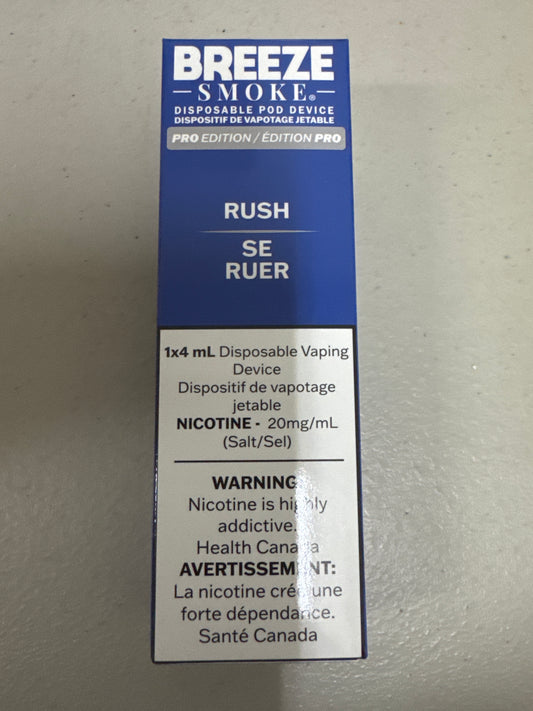 BREEZE
SMOKE®
DISPOSABLE POD DEVICE
DISPOSITIF DE VAPOTAGE JETABLE
PRO EDITION / ÉDITION PRO
RUSH
SE
RUER
1x4 mL Disposable Vaping
Device
Dispositif de vapotage
jetable
NICOTINE - 20mg/mL
(Salt/Sel)
WARNING:
Nicotine is highly
addictive.
Health Canada
AVERTISSEMENT:
La nicotine crée une
forte dépendance.
Santé Canada